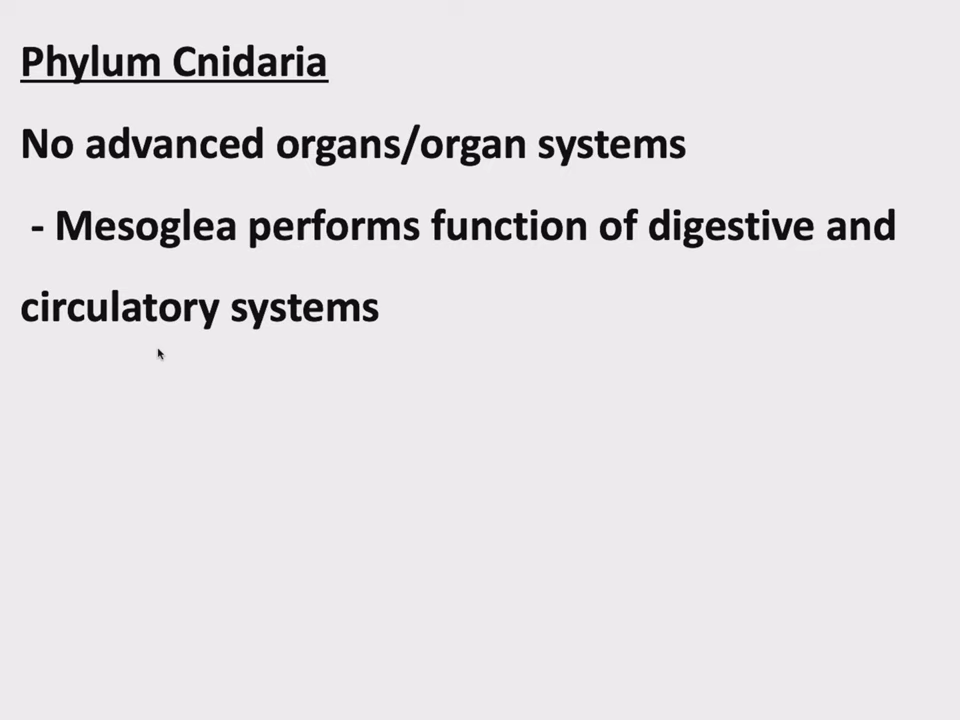 Phylum Cnidaria
No advanced organs/organ systems
- Mesoglea performs function of digestive and
circulatory systems